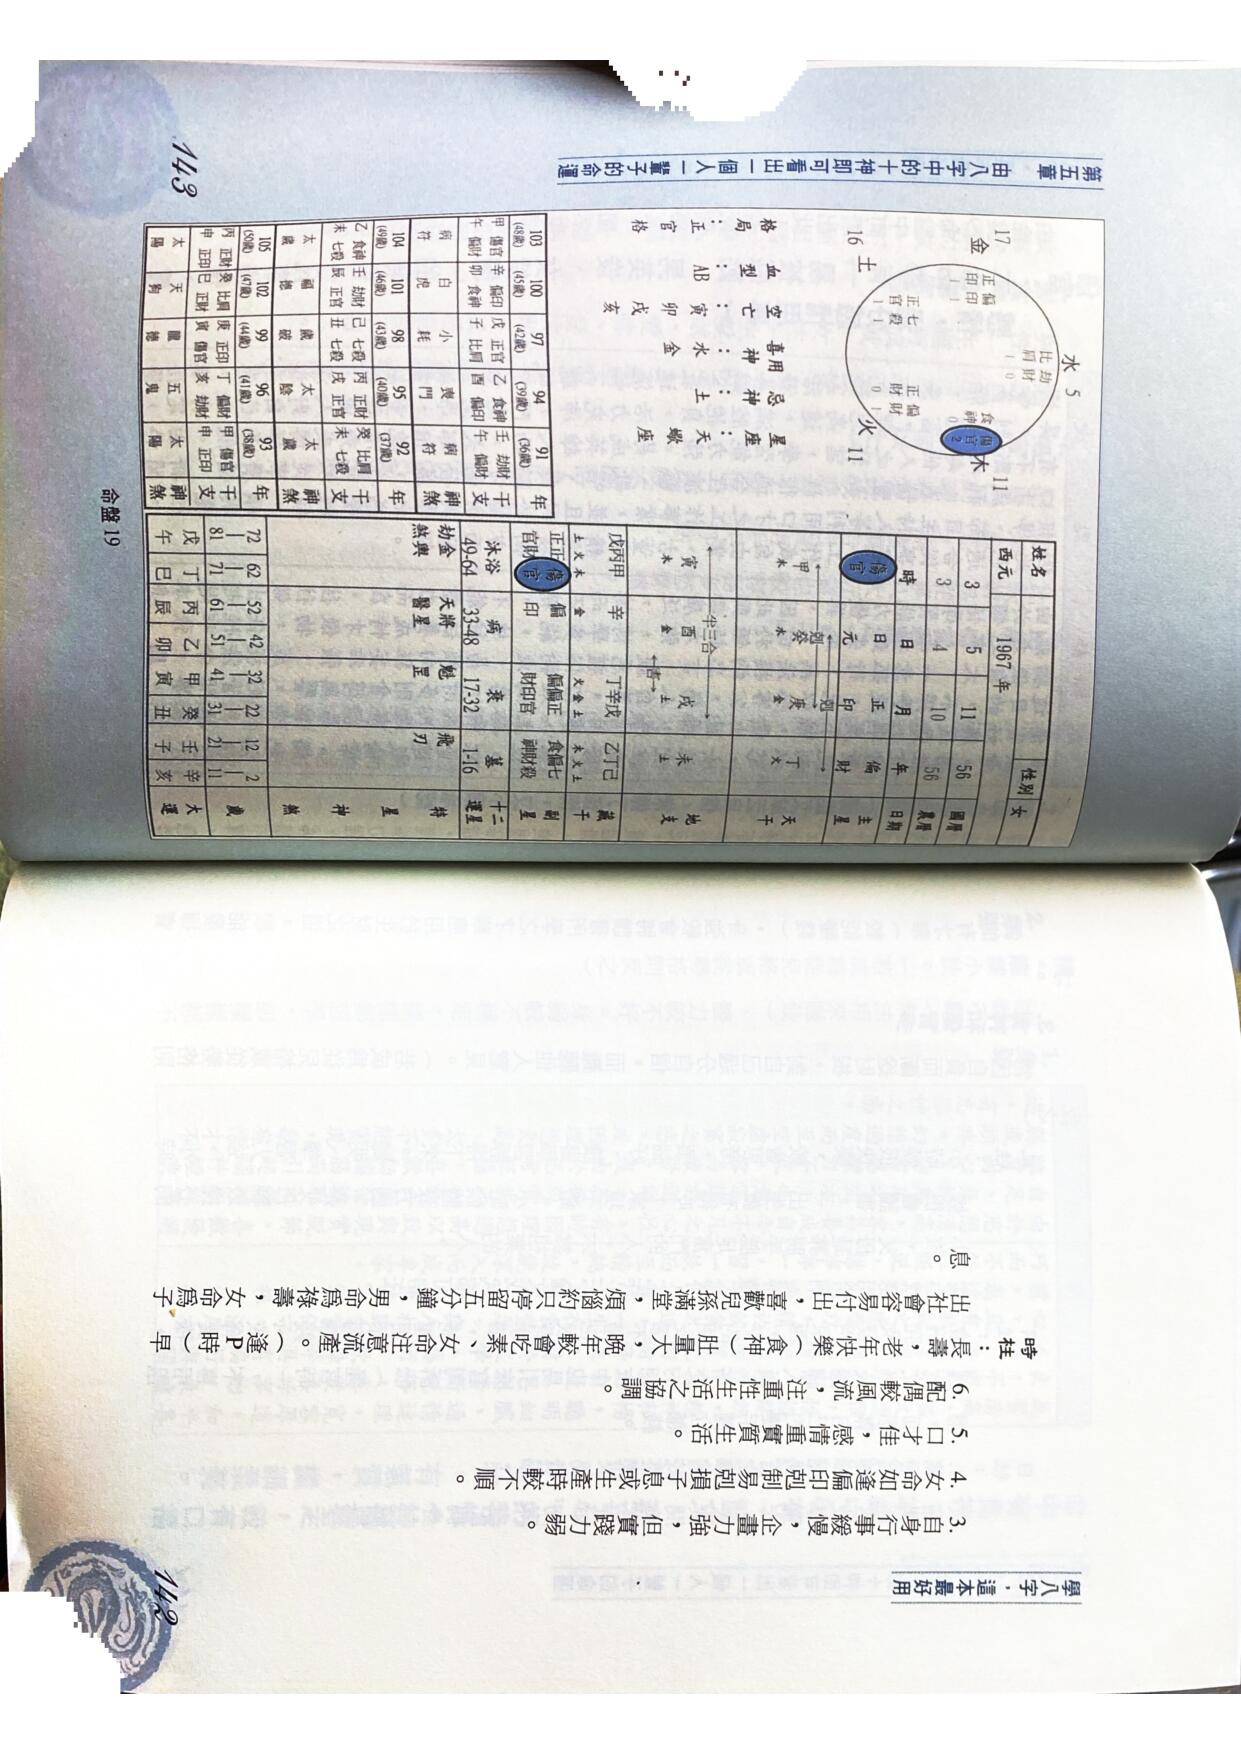 學八字，這本最好用
3.自身行事緩慢，企畫力強，但實踐力弱。
4.女命如逢偏印剋制易剋損子息或生產時較不順。
5.口才佳，感情重實質生活。
6.配偶較風流，注重性生活之協調。
時柱：長壽，老年快樂（食神）肚量大，晚年較會吃素、女命注意流產。（逢P時）早
出社會容易付出，喜歡兒孫滿堂，煩惱約只停留五分鐘，男命為祿壽，女命為子
息。
142
姓名 性別 女
西元 1967 年
3 5 11 56 國曆
3 4 10 56 農曆
時 日 月 年 日期
傷官 日元 正印 偏財 主星
剋
剋
甲木 癸水 庚金 丁火 天干
半三合
寅木 酉金 戌土 未土 地支
吉
戊丙甲 辛 丁辛戊 乙丁己 藏干
土火木 金 火金土 木火土
正官 正財 傷官 偏印 偏財 偏印 正官 食神 偏財 七殺 副星
沐浴 病 衰 墓 十二運星
49-64 33-48 17-32 1-16
劫煞 金輿 天醫 將星 魁罡 飛刃 特星神煞
72|81 62|71 52|61 42|51 32|41 22|31 12|21 2|11 歲
戊午 丁巳 丙辰 乙卯 甲寅 癸丑 壬子 辛亥 大運
水 5
劫財0
比肩1
木 11
傷官2
食神0
火 11
偏財1
正財0
土 16
七殺1
正官1
金 17
偏印1
正印1
星座：天蠍座
忌神：土
喜用神：水金
空亡：寅卯戌亥
血型：AB
格局：正官格
103 100 97 94 91 年
(48歲) (45歲) (42歲) (39歲) (36歲)
甲 傷官 辛 偏印 戊 正官 乙 食神 壬 劫財 干支
午 偏財 卯 食神 子 比肩 酉 偏印 午 偏財
病符 白虎 小耗 喪門 病符 神煞
104 101 98 95 92 年
(49歲) (46歲) (43歲) (40歲) (37歲)
乙 食神 壬 劫財 己 七殺 丙 正財 癸 比肩 干支
未 七殺 辰 正官 丑 七殺 戌 正官 未 七殺
太歲 福德 歲破 太陰 太歲 神煞
105 102 99 96 93 年
(50歲) (47歲) (44歲) (41歲) (38歲)
丙 正財 癸 比肩 庚 正印 丁 偏財 甲 傷官 干支
申 正印 巳 正財 寅 傷官 亥 劫財 申 正印
太陽 天狗 龍德 五鬼 太陽 神煞
命盤19
第五章 由八字中的十神即可看出一個人一輩子的命運
143